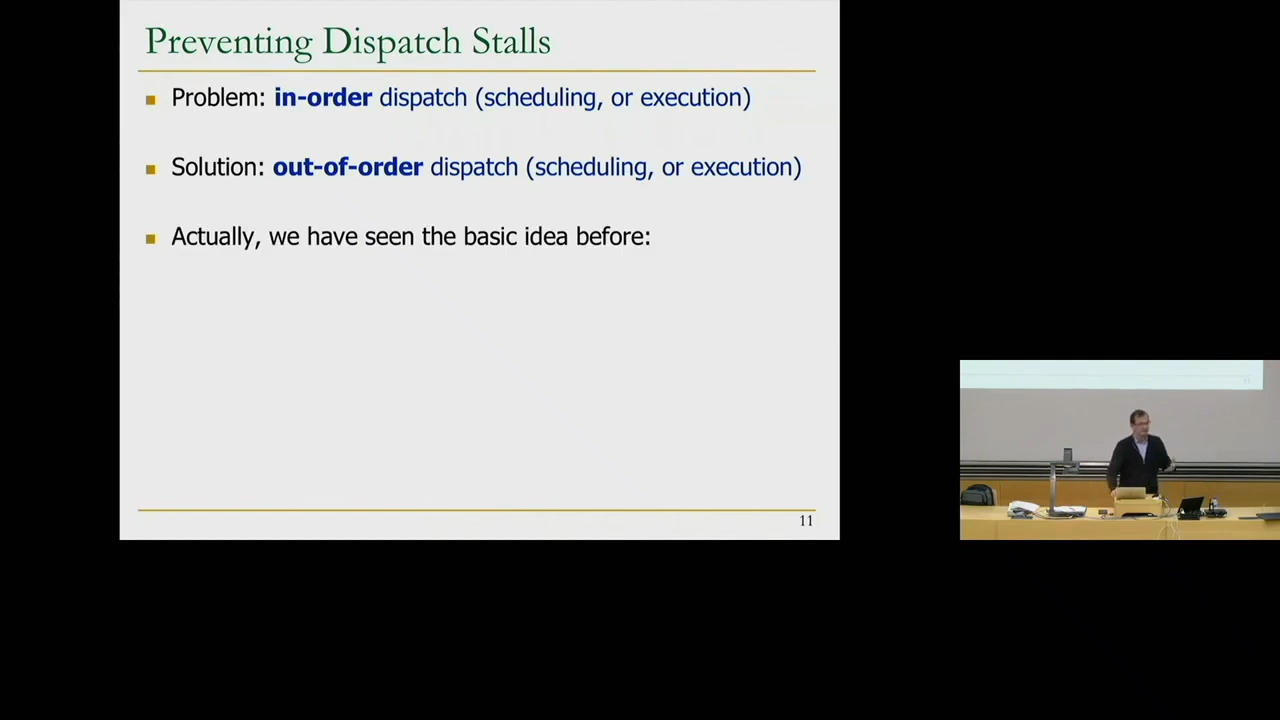 Preventing Dispatch Stalls
Problem: in-order dispatch (scheduling, or execution)
Solution: out-of-order dispatch (scheduling, or execution)
Actually, we have seen the basic idea before:
11